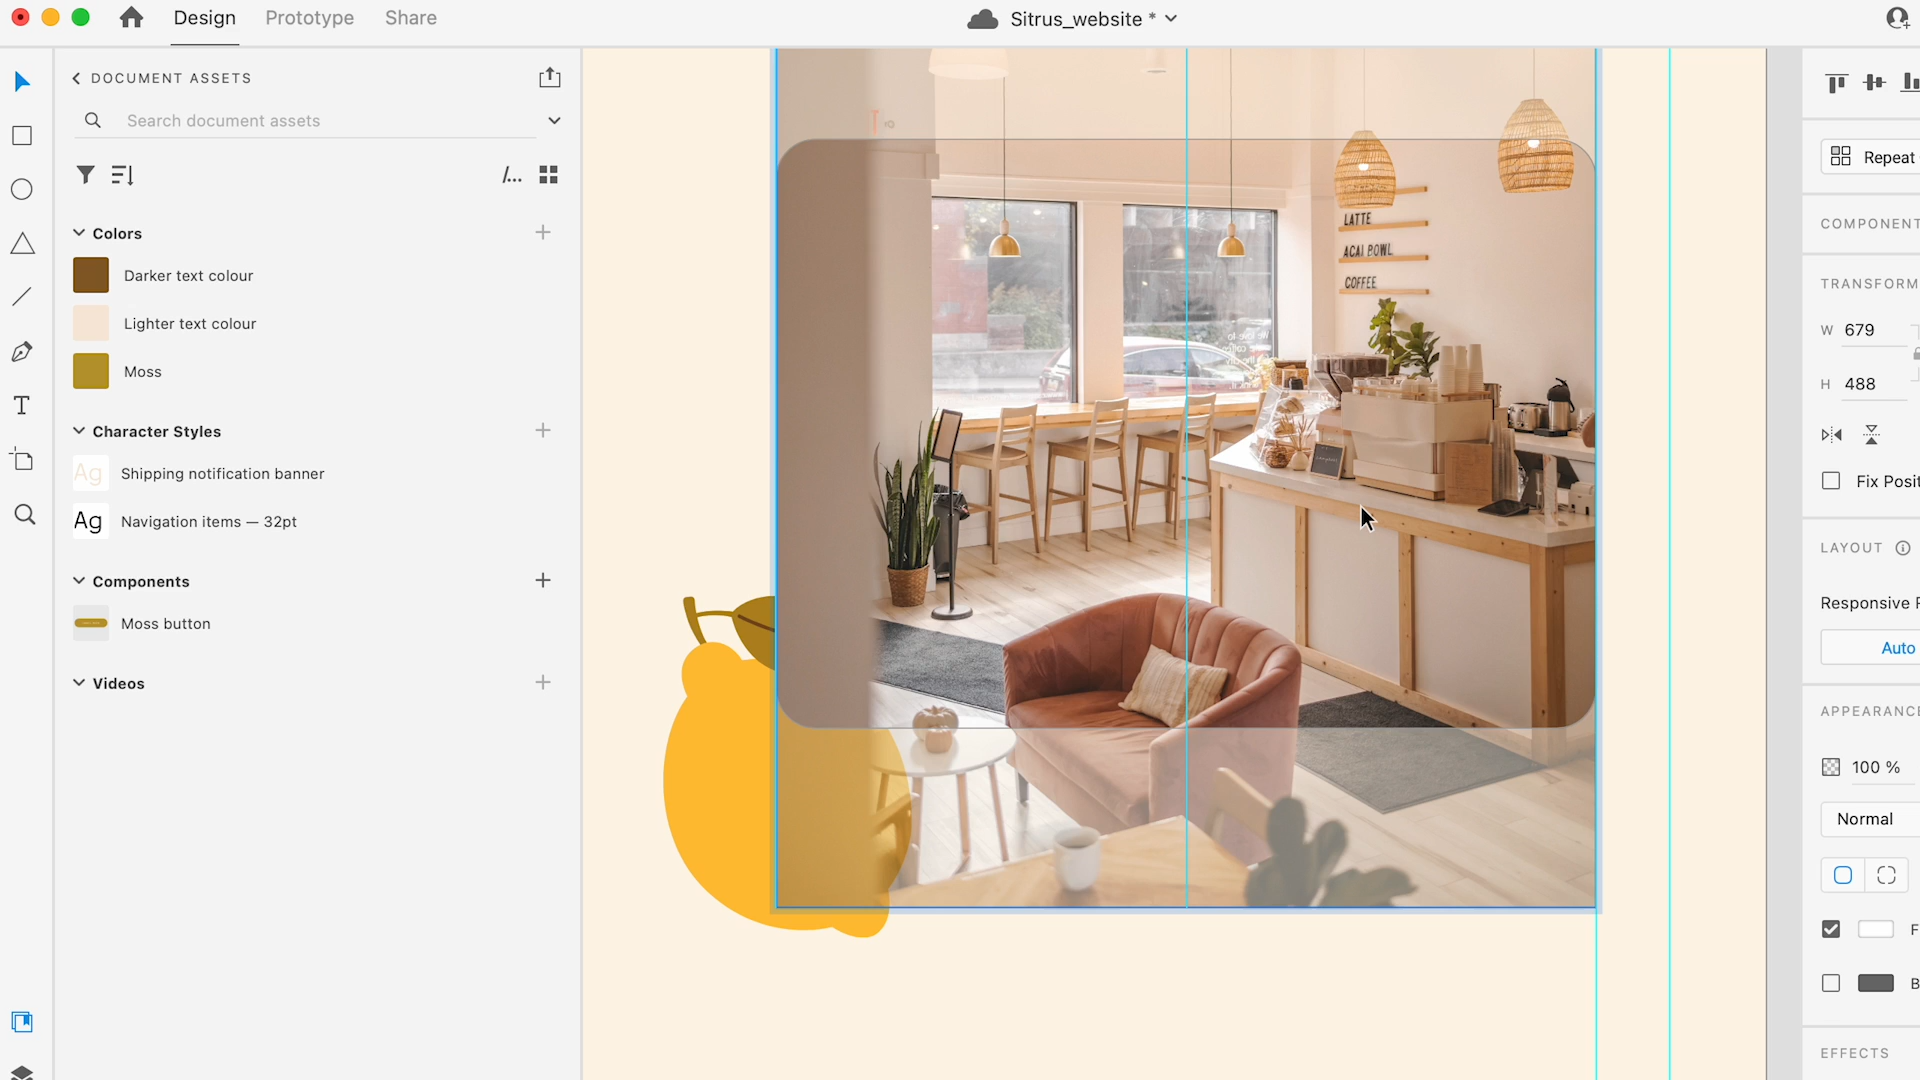 Design Prototype Share Sitrus_website *
DOCUMENT ASSETS
Search document assets
/...
Repeat
Colors
COMPONENT
Darker text colour
TRANSFORM
Lighter text colour
W 679
Moss
H 488
Character Styles
Shipping notification banner
Ag
Fix Posit
Ag Navigation items — 32pt
LAYOUT
Components
Responsive R
Moss button
Auto
Videos
APPEARANCE
100 %
Normal
F
B
EFFECTS
LATTE
ACAI BOWL
COFFEE